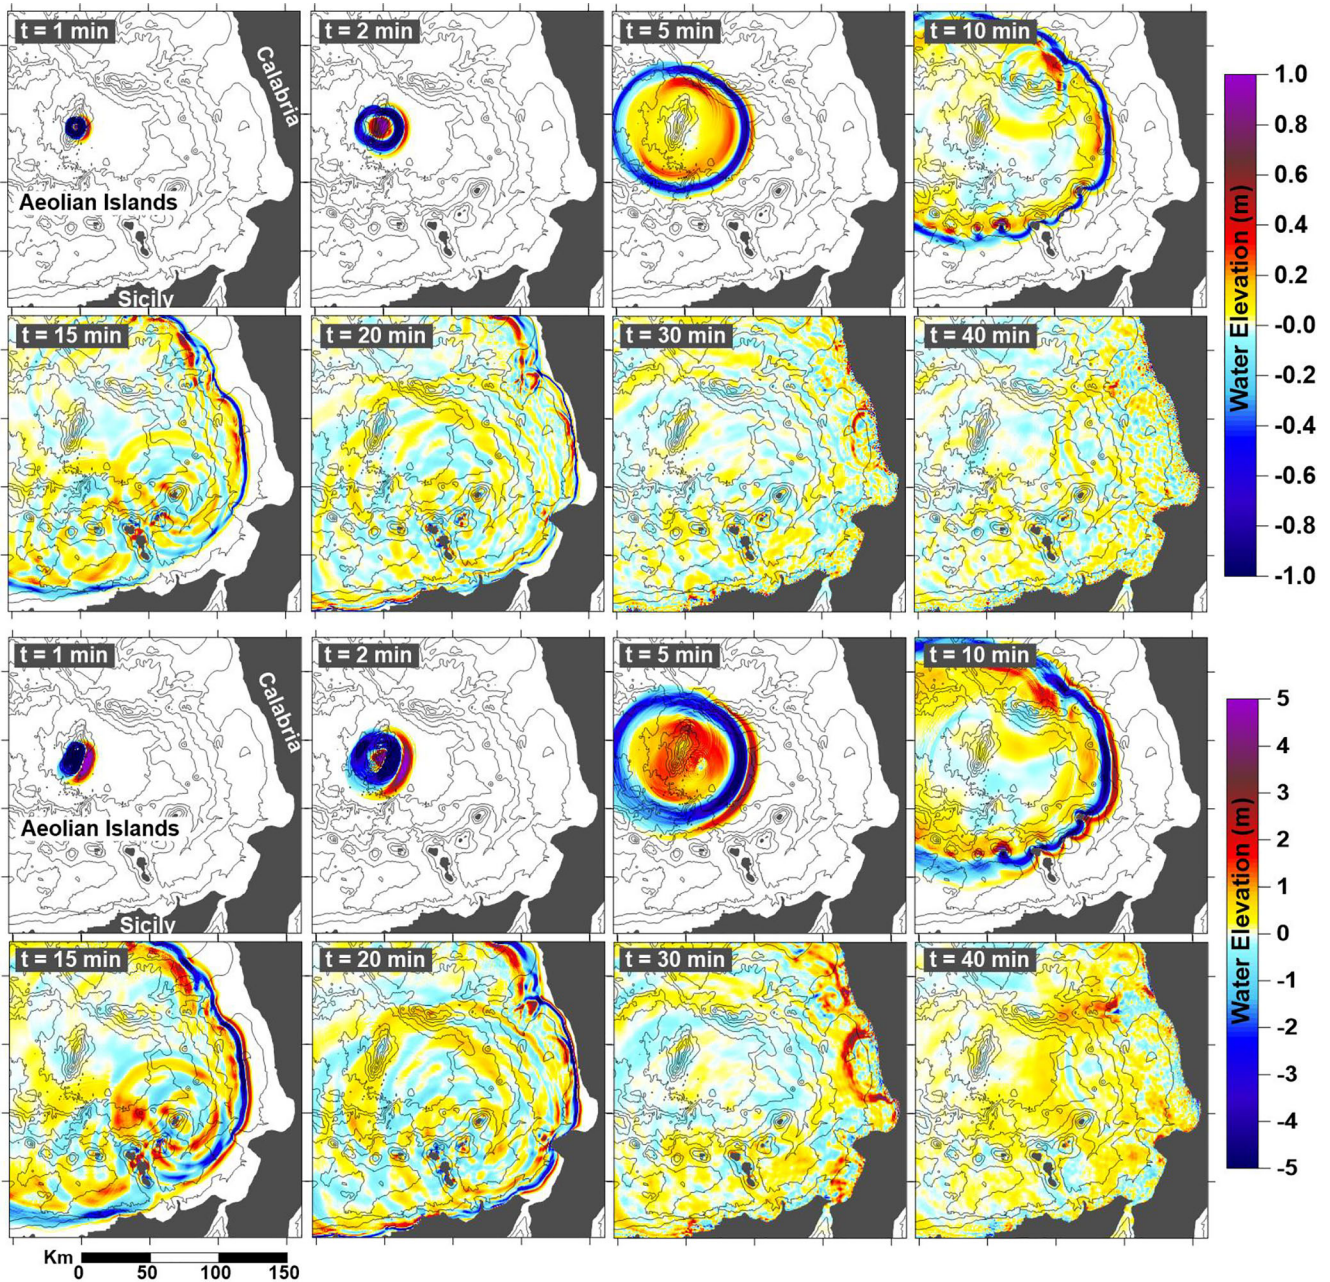 t = 1 min
t = 2 min
t = 5 min
t = 10 min
Calabria
Aeolian Islands
Sicily
t = 15 min
t = 20 min
t = 30 min
t = 40 min
1.0
0.8
0.6
0.4
0.2
-0.0
-0.2
-0.4
-0.6
-0.8
-1.0
Water Elevation (m)
t = 1 min
t = 2 min
t = 5 min
t = 10 min
Calabria
Aeolian Islands
Sicily
t = 15 min
t = 20 min
t = 30 min
t = 40 min
5
4
3
2
1
0
-1
-2
-3
-4
-5
Water Elevation (m)
Km
0 50 100 150